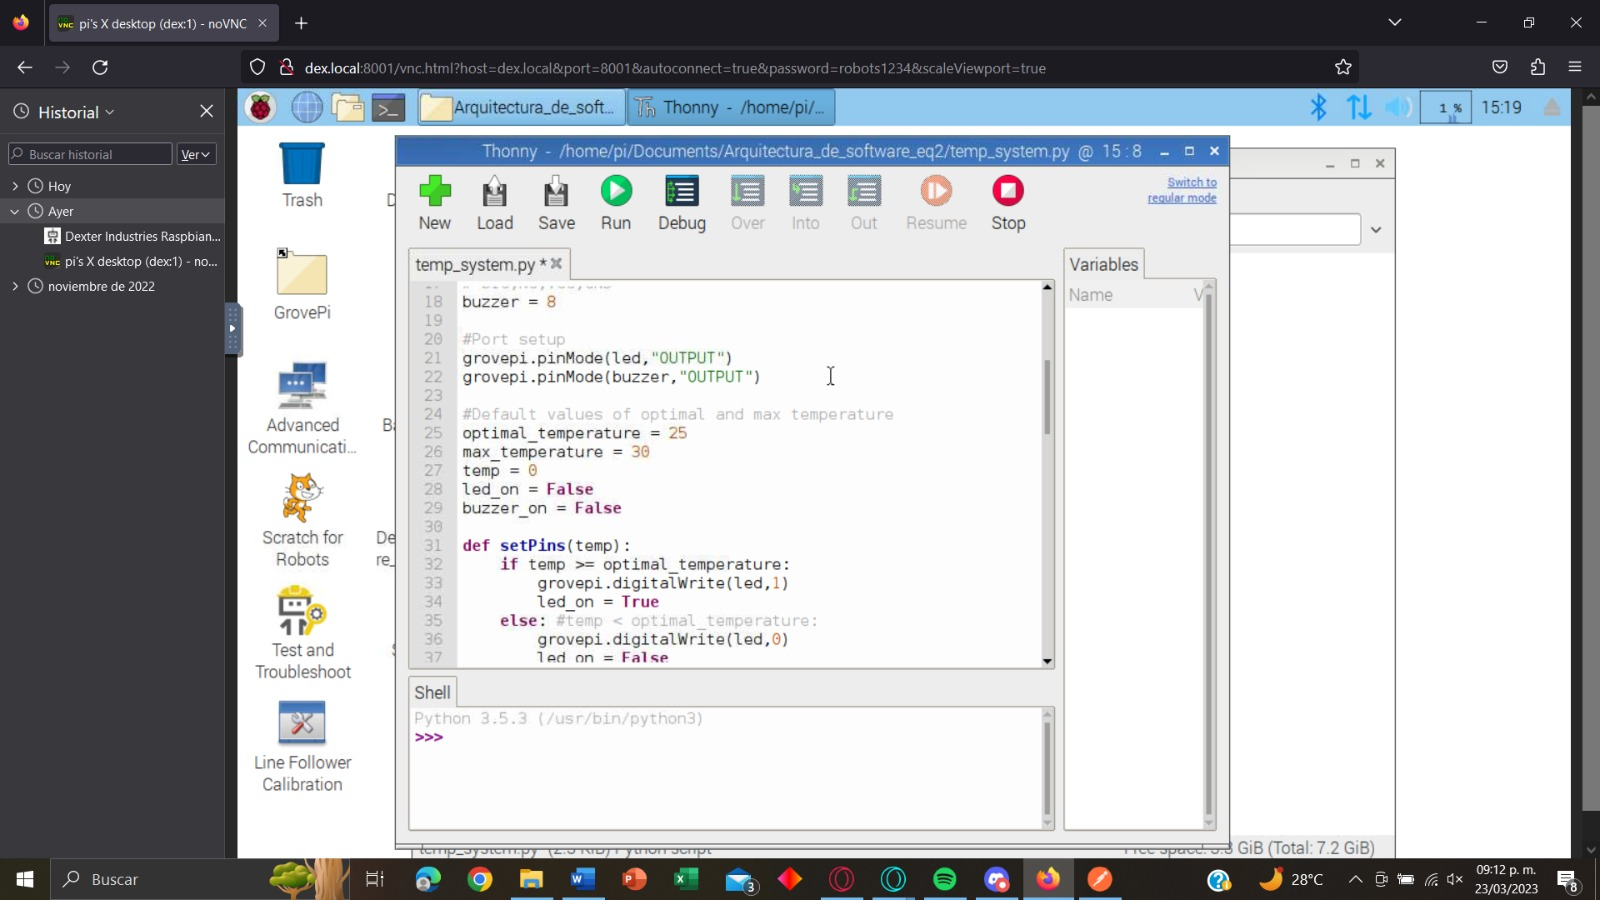 pi's X desktop (dex:1) - noVNC
dex.local:8001/vnc.html?host=dex.local&port=8001&autoconnect=true&password=robots1234&scaleViewport=true
Historial
Buscar historial
Ver
Hoy
Ayer
Dexter Industries Raspbian...
pi's X desktop (dex:1) - no...
noviembre de 2022
Arquitectura_de_soft...
Thonny - /home/pi/...
1 %
15:19
Trash
GrovePi
Advanced
Communicati...
Scratch for
Robots
De
re_
Test and
Troubleshoot
Line Follower
Calibration
Thonny - /home/pi/Documents/Arquitectura_de_software_eq2/temp_system.py @ 15:8
New
Load
Save
Run
Debug
Over
Into
Out
Resume
Stop
Switch to
regular mode
temp_system.py *
18 buzzer = 8
19
20 #Port setup
21 grovepi.pinMode(led,"OUTPUT")
22 grovepi.pinMode(buzzer,"OUTPUT")
23
24 #Default values of optimal and max temperature
25 optimal_temperature = 25
26 max_temperature = 30
27 temp = 0
28 led_on = False
29 buzzer_on = False
30
31 def setPins(temp):
32 if temp >= optimal_temperature:
33 grovepi.digitalWrite(led,1)
34 led_on = True
35 else: #temp < optimal_temperature:
36 grovepi.digitalWrite(led,0)
37 led_on = False
Variables
Name
V
Shell
Python 3.5.3 (/usr/bin/python3)
>>>
GiB (Total: 7.2 GiB)
Buscar
3
28°C
09:12 p. m.
23/03/2023
8